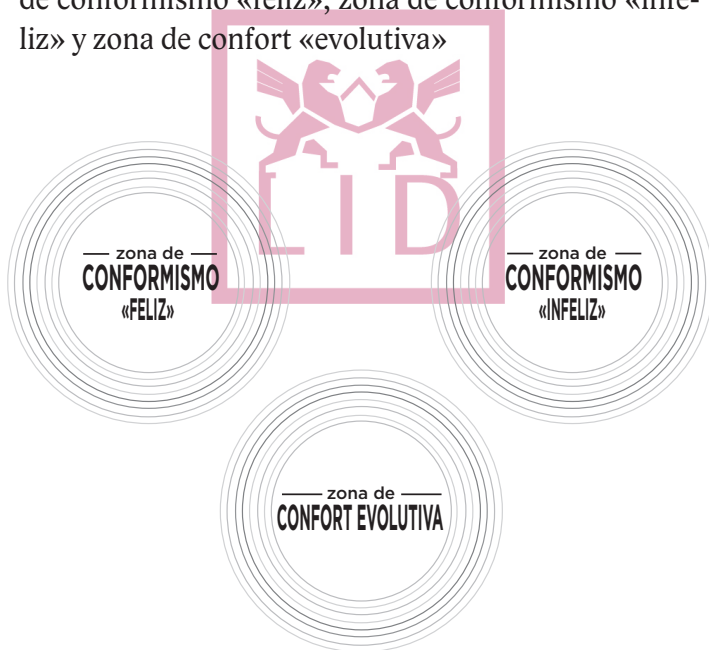 de conformismo «feliz», zona de conformismo «infe-
liz» y zona de confort «evolutiva»
LID
zona de
CONFORMISMO
«FELIZ»
zona de
CONFORMISMO
«INFELIZ»
zona de
CONFORT EVOLUTIVA